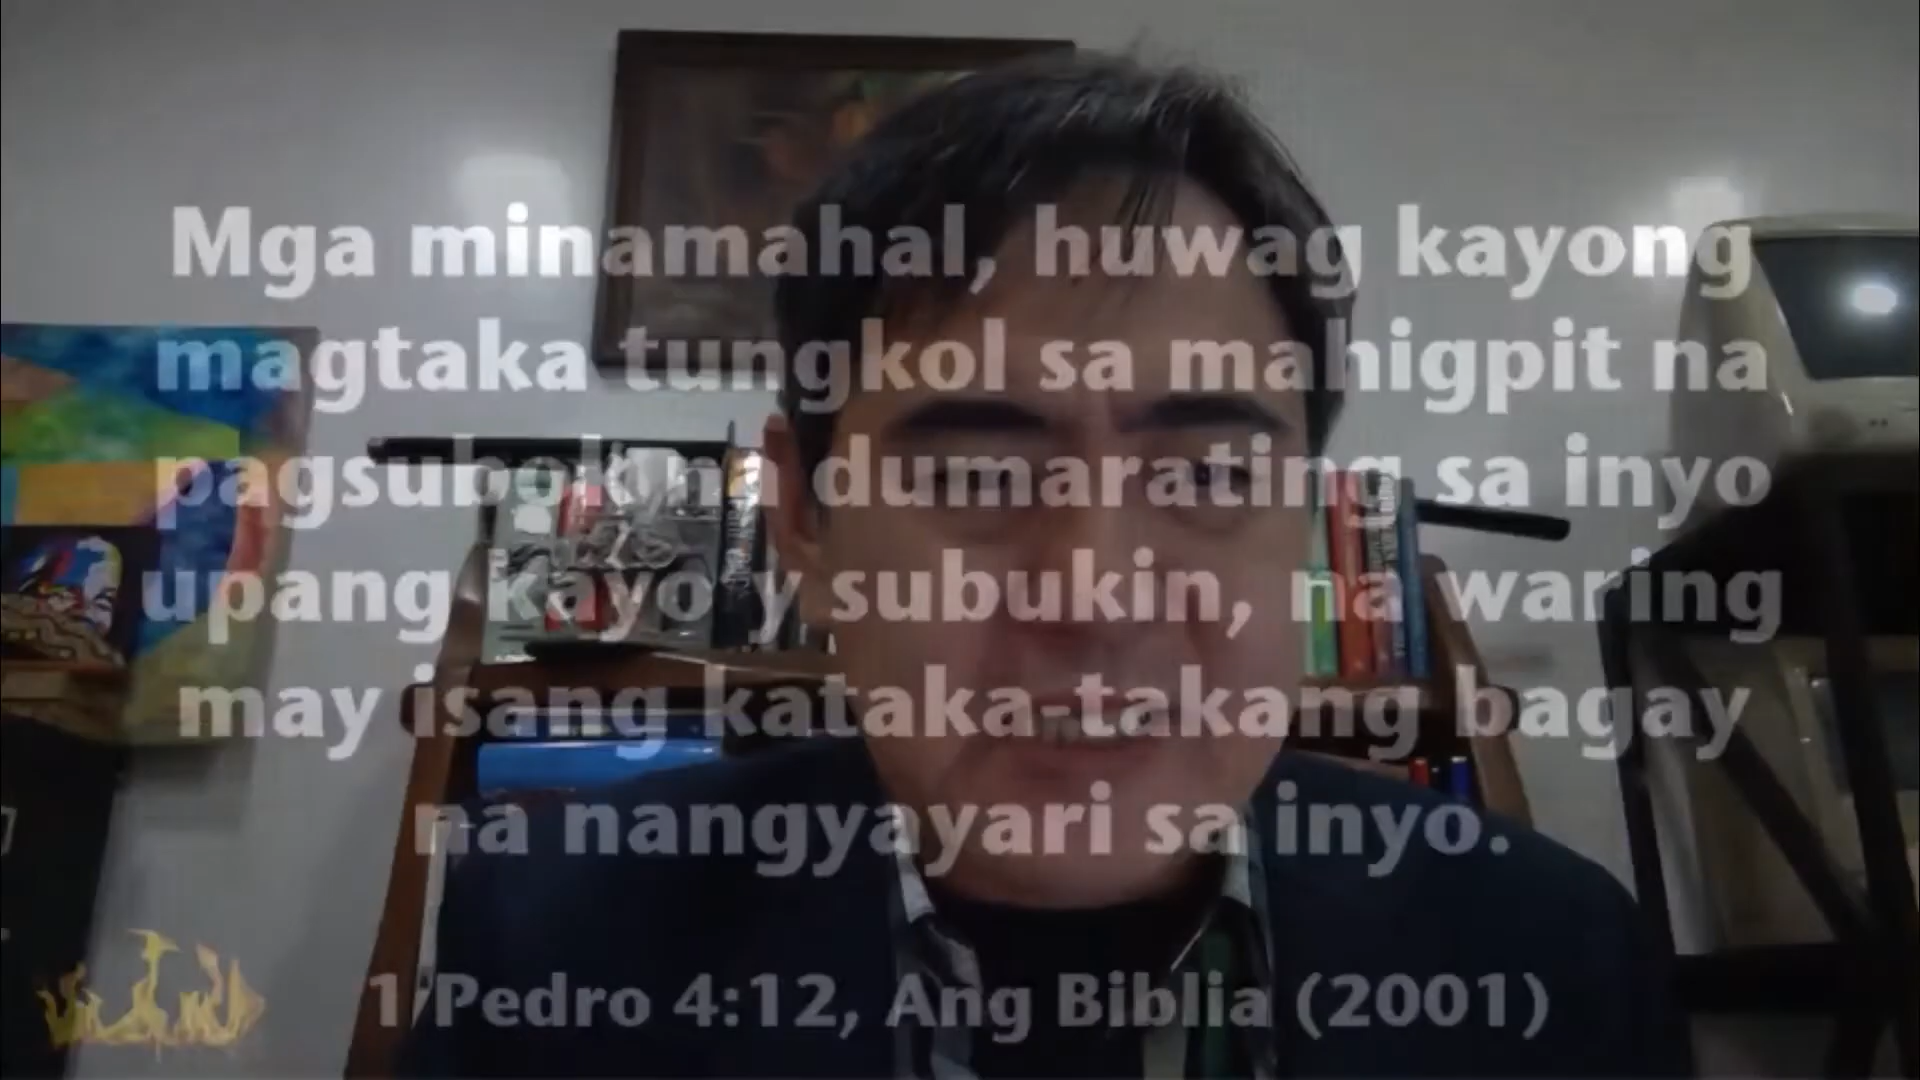 Mga minamahal, huwag kayong
magtaka tungkol sa mahigpit na
pagsubok na dumarating sa inyo
upang kayo'y subukin, na waring
may isang kataka-takang bagay
na nangyayari sa inyo.
1 Pedro 4:12, Ang Biblia (2001)